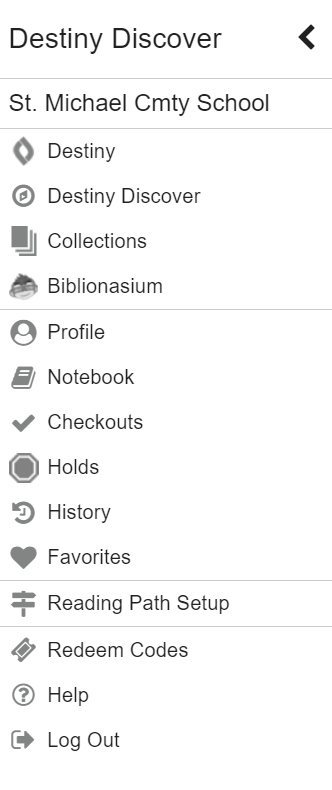 Destiny Discover
St. Michael Cmty School
Destiny
Destiny Discover
Collections
Biblionasium
Profile
Notebook
Checkouts
Holds
History
Favorites
Reading Path Setup
Redeem Codes
Help
Log Out